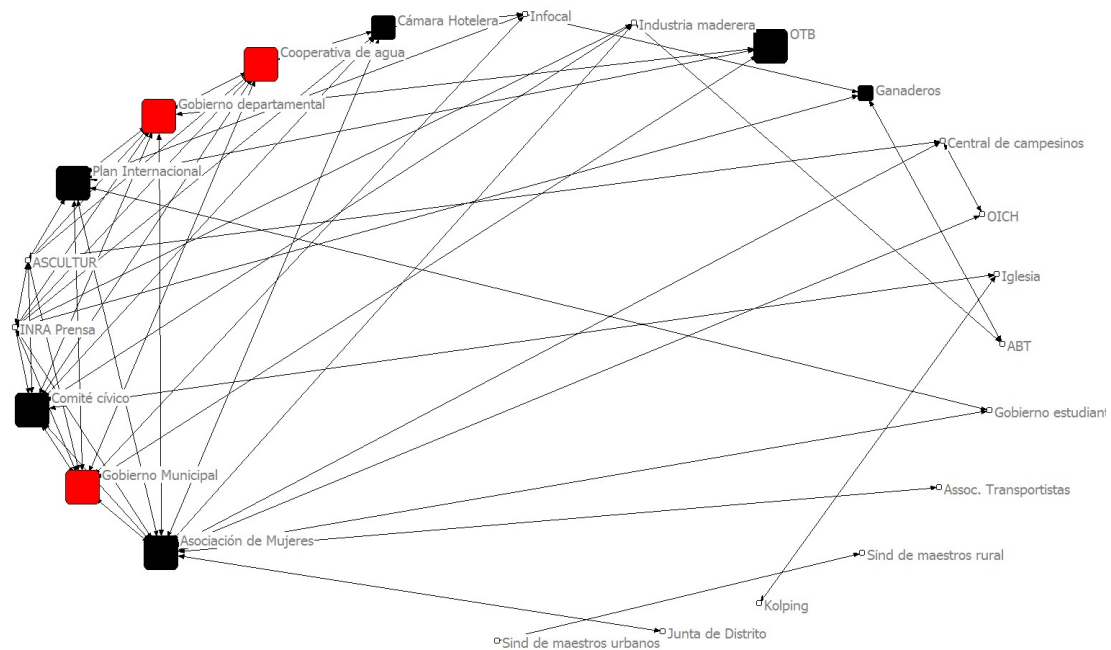 Infocal
Cámara Hotelera
Industria maderera
OTB
Cooperativa de agua
Ganaderos
Gobierno departamental
Central de campesinos
Plan Internacional
OICH
ASCULTUR
Iglesia
INRA Prensa
ABT
Comité cívico
Gobierno estudiant
Gobierno Municipal
Assoc. Transportistas
Asociación de Mujeres
Sind de maestros rural
Kolping
Junta de Distrito
Sind de maestros urbanos